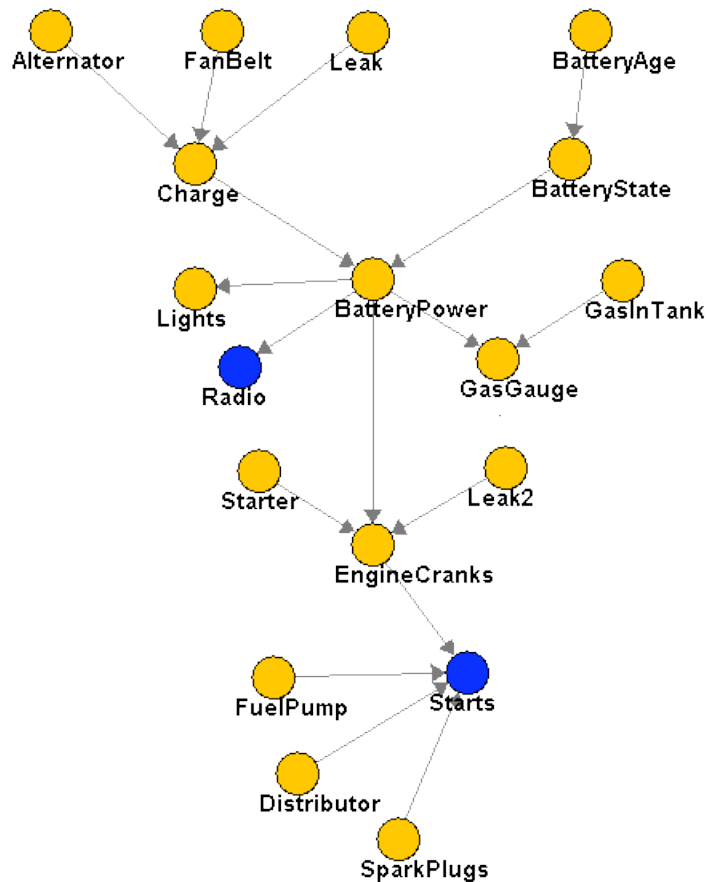 Alternator
FanBelt
Leak
BatteryAge
Charge
BatteryState
Lights
BatteryPower
GasInTank
Radio
GasGauge
Starter
Leak2
EngineCranks
FuelPump
Starts
Distributor
SparkPlugs